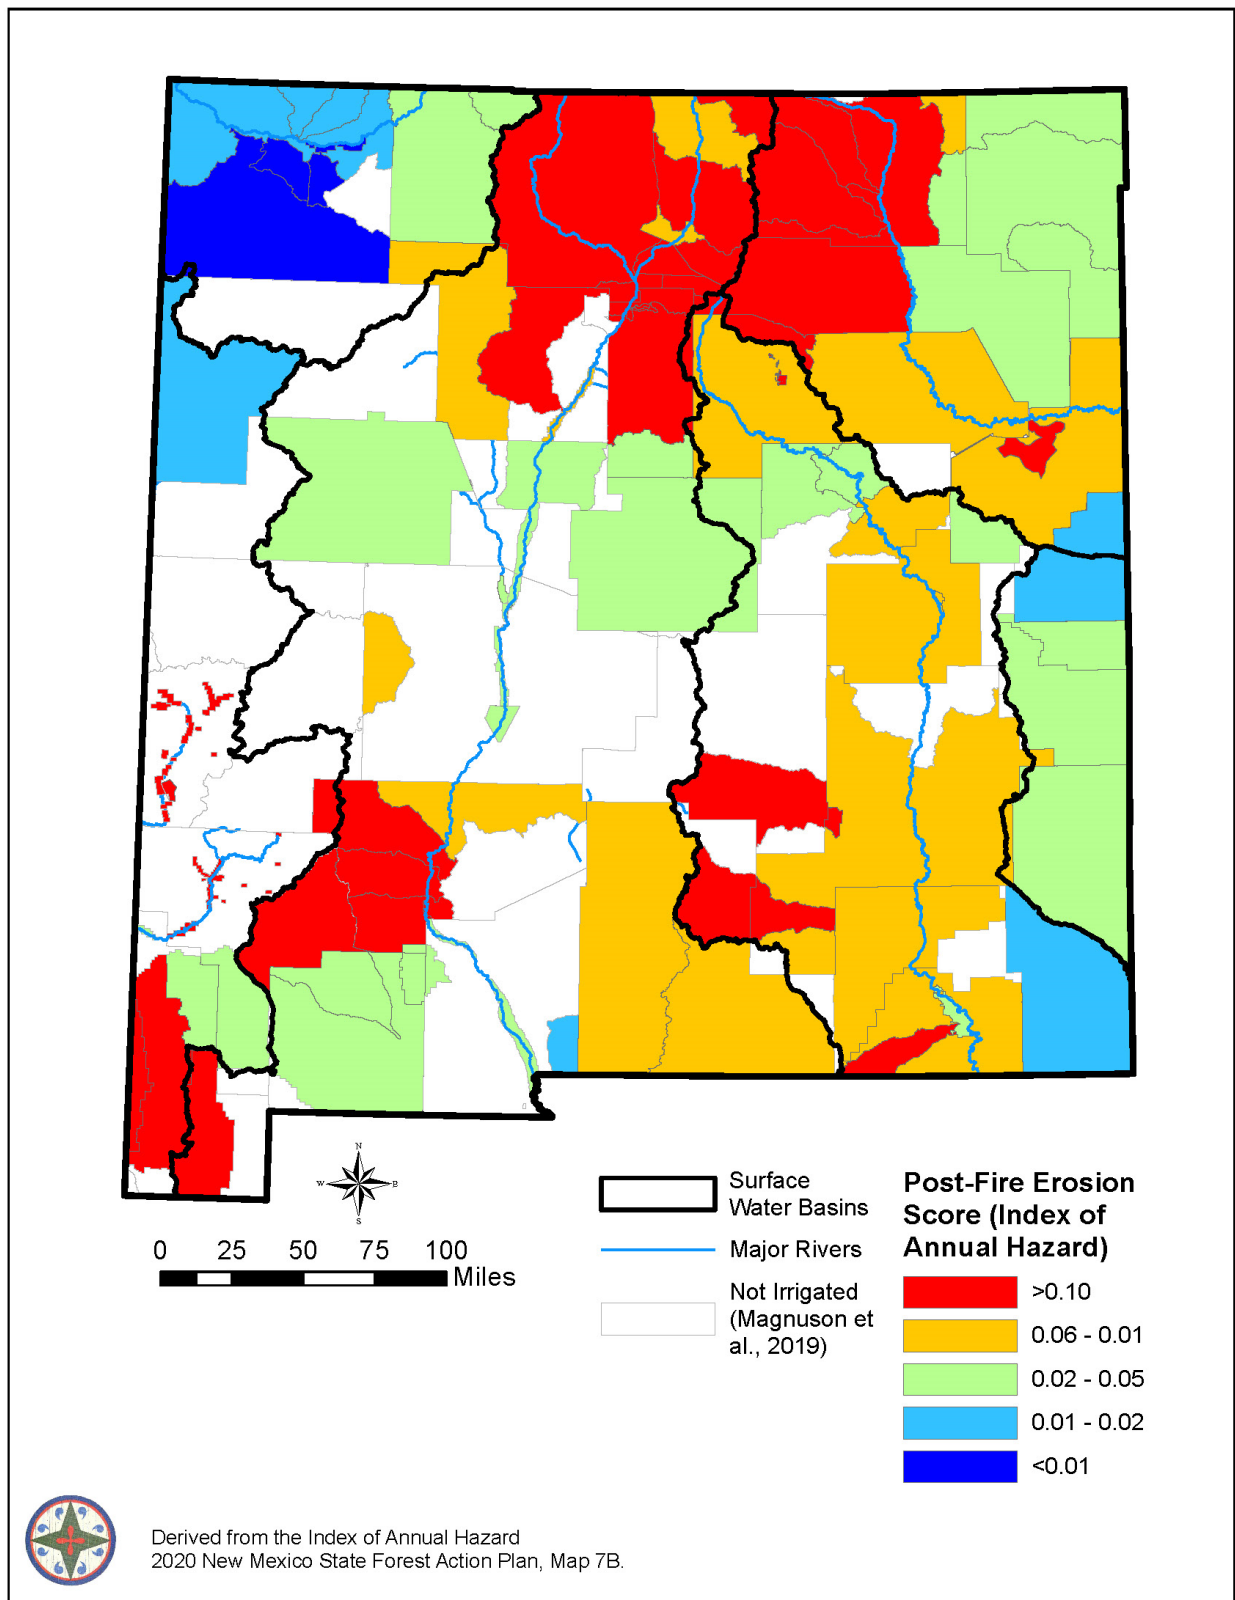 N
W
E
S
0 25 50 75 100
Miles
Surface
Water Basins
Major Rivers
Not Irrigated
(Magnuson et
al., 2019)
Post-Fire Erosion
Score (Index of
Annual Hazard)
>0.10
0.06 - 0.01
0.02 - 0.05
0.01 - 0.02
<0.01
Derived from the Index of Annual Hazard
2020 New Mexico State Forest Action Plan, Map 7B.